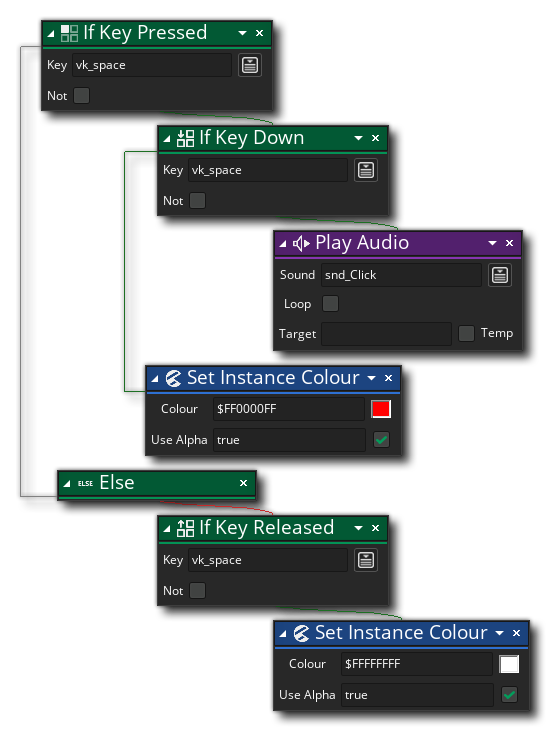 If Key Pressed
Key vk_space
Not
If Key Down
Key vk_space
Not
Play Audio
Sound snd_Click
Loop
Target Temp
Set Instance Colour
Colour $FF0000FF
Use Alpha true
ELSE Else
If Key Released
Key vk_space
Not
Set Instance Colour
Colour $FFFFFFFF
Use Alpha true